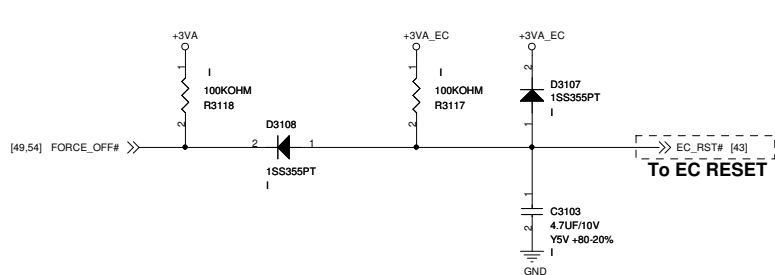 +3VA
+3VA_EC
+3VA_EC
1
I
100KOHM
R3118
2
1
I
100KOHM
R3117
2
2
D3107
1SS355PT
I
1
[49,54] FORCE_OFF#
D3108
2
1
1SS355PT
I
EC_RST# [43]
To EC RESET
1
C3103
4.7UF/10V
Y5V +80-20%
I
2
GND